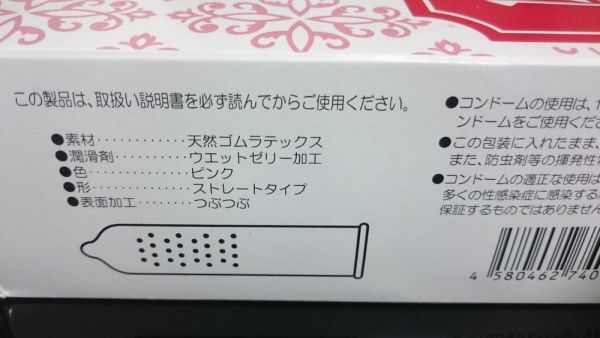 この製品は、取扱い説明書を必ず読んでからご使用ください。
●素材‥‥‥‥‥天然ゴムラテックス
●潤滑剤‥‥‥‥ウエットゼリー加工
●色‥‥‥‥‥‥ピンク
●形‥‥‥‥‥‥ストレートタイプ
●表面加工‥‥‥つぶつぶ
●コンドームの使用は、
ンドームをご使用くださ
●この包装に入れたまま、
また、防虫剤等の揮発性
●コンドームの適正な使用は
多くの性感染症に感染する
保証するものではありません
4 580462 740